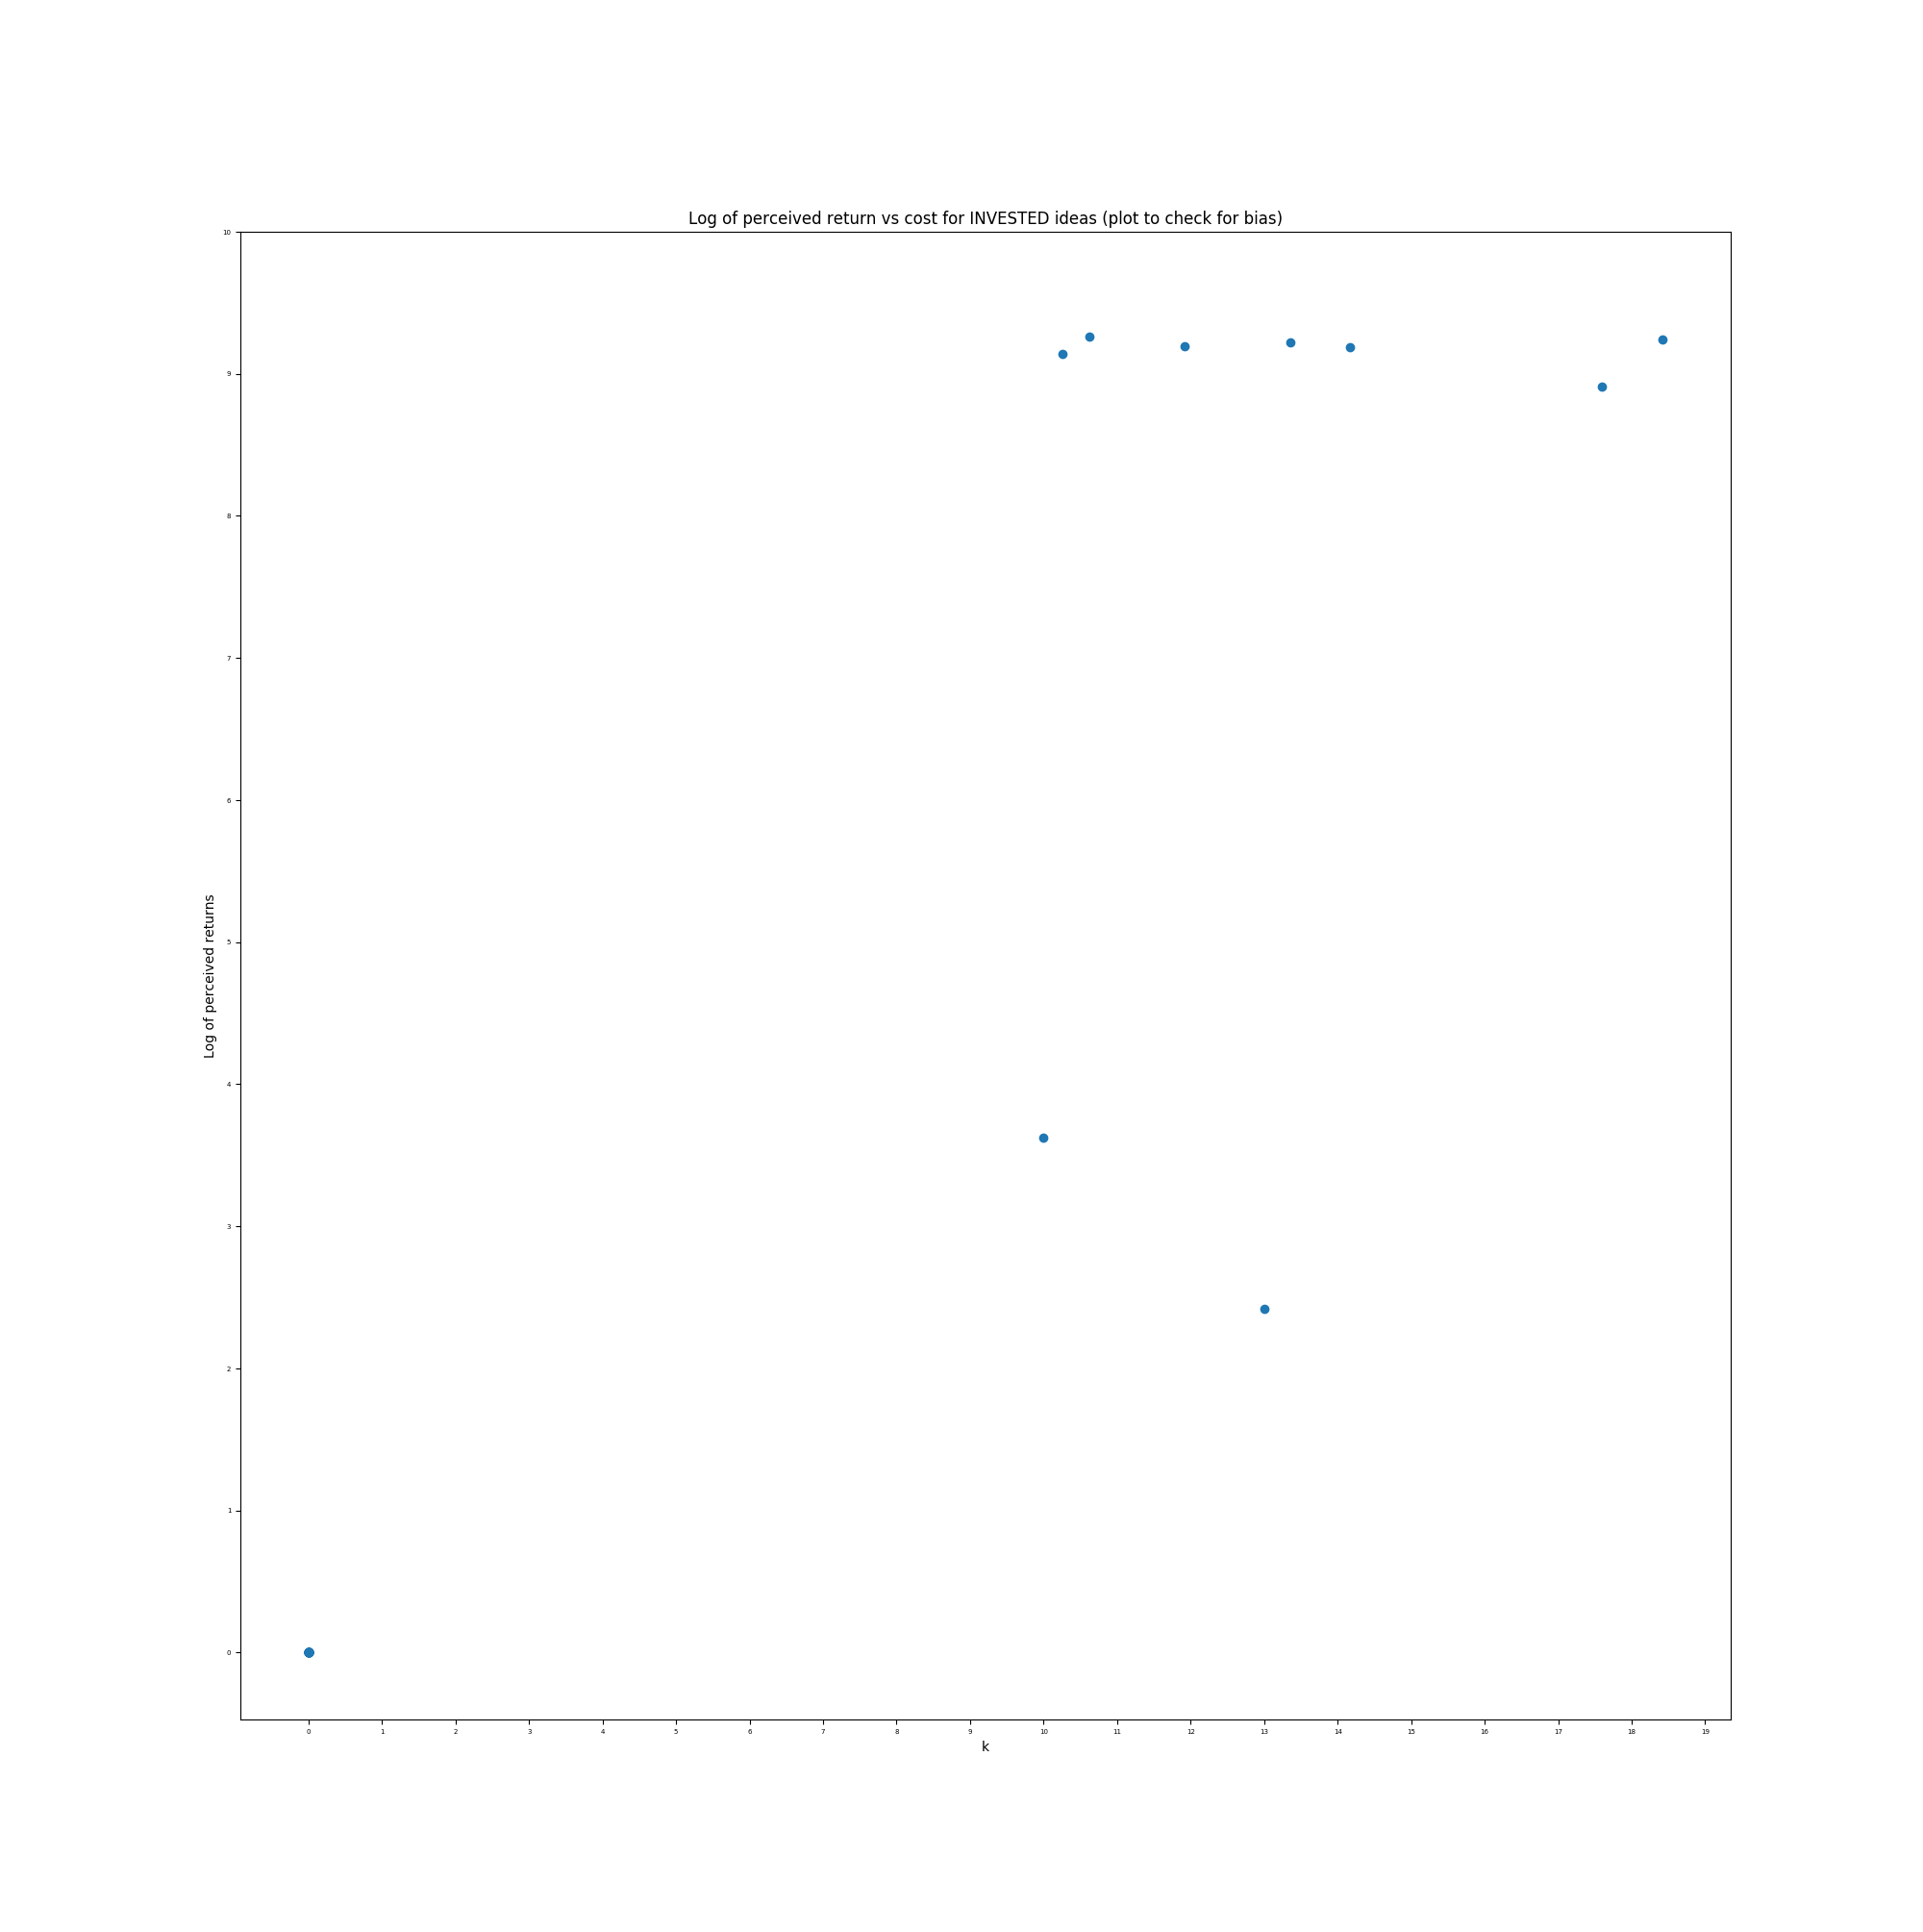 Log of perceived return vs cost for INVESTED ideas (plot to check for bias)
10
9
8
7
6
5
4
3
2
1
0
Log of perceived returns
0 1 2 3 4 5 6 7 8 9 10 11 12 13 14 15 16 17 18 19
k